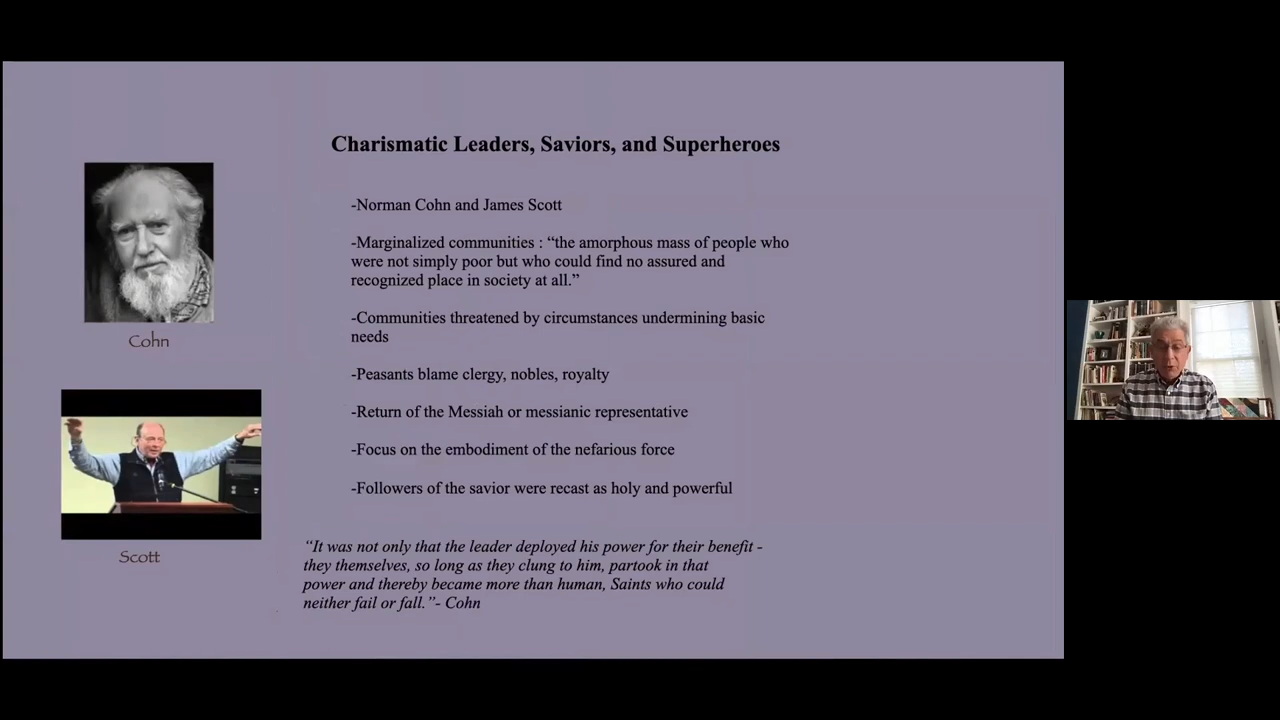 Charismatic Leaders, Saviors, and Superheroes
-Norman Cohn and James Scott
-Marginalized communities : “the amorphous mass of people who
were not simply poor but who could find no assured and
recognized place in society at all.”
-Communities threatened by circumstances undermining basic
needs
-Peasants blame clergy, nobles, royalty
-Return of the Messiah or messianic representative
-Focus on the embodiment of the nefarious force
-Followers of the savior were recast as holy and powerful
“It was not only that the leader deployed his power for their benefit -
they themselves, so long as they clung to him, partook in that
power and thereby became more than human, Saints who could
neither fail or fall.”- Cohn
Cohn
Scott